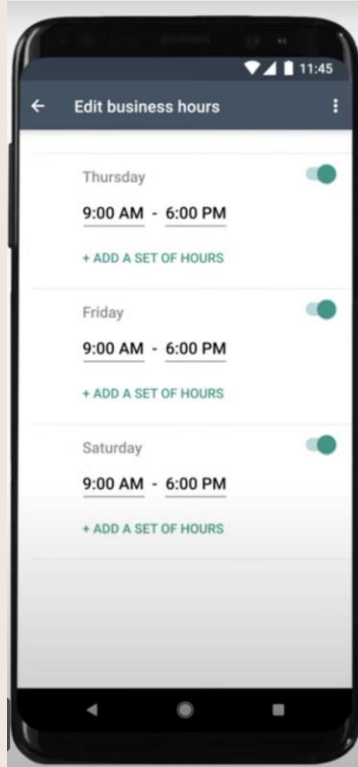 11:45
Edit business hours
Thursday
9:00 AM - 6:00 PM
+ ADD A SET OF HOURS
Friday
9:00 AM - 6:00 PM
+ ADD A SET OF HOURS
Saturday
9:00 AM - 6:00 PM
+ ADD A SET OF HOURS